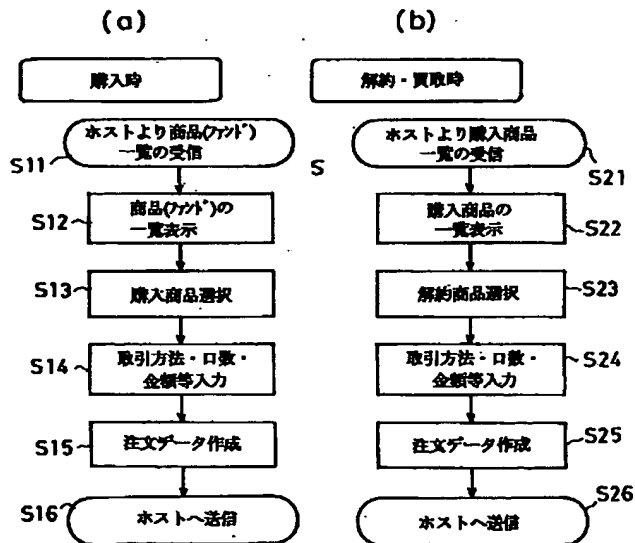 (a)
購入時
S11
ホストより商品(ファンド)
一覧の受信
S12
商品(ファンド)の
一覧表示
S13
購入商品選択
S14
取引方法・口数・
金額等入力
S15
注文データ作成
S16
ホストへ送信
(b)
解約・買取時
S
ホストより購入商品
一覧の受信
S21
購入商品の
一覧表示
S22
解約商品選択
S23
取引方法・口数・
金額等入力
S24
注文データ作成
S25
ホストへ送信
S26